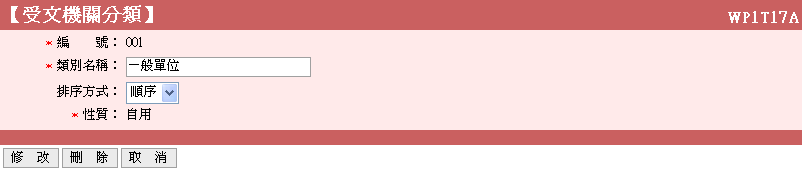 【受文機關分類】 WP1T17A
* 編　　號： 001
* 類別名稱： 一般單位
排序方式： 順序
* 性質： 自用
修　改 刪　除 取　消